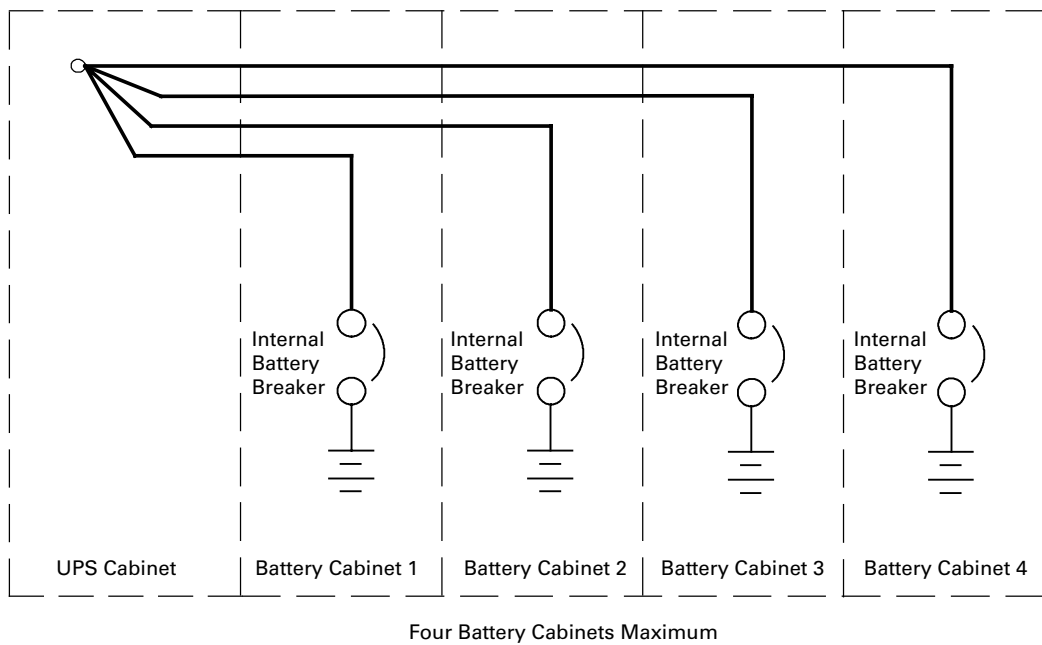 Internal
Battery
Breaker
Internal
Battery
Breaker
Internal
Battery
Breaker
Internal
Battery
Breaker
UPS Cabinet
Battery Cabinet 1
Battery Cabinet 2
Battery Cabinet 3
Battery Cabinet 4
Four Battery Cabinets Maximum